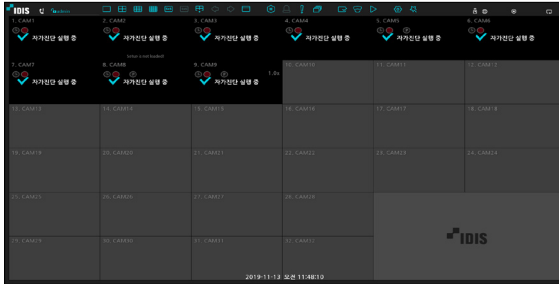 IDIS
1. CAM1 2. CAM2 3. CAM3 4. CAM4 5. CAM5 6. CAM6
자가진단 실행 중 자가진단 실행 중 자가진단 실행 중 자가진단 실행 중 자가진단 실행 중 자가진단 실행 중
7. CAM7 8. CAM8 9. CAM9 10. CAM10 11. CAM11 12. CAM12
자가진단 실행 중 자가진단 실행 중 자가진단 실행 중 1.0x
13. CAM13 14. CAM14 15. CAM15 16. CAM16 17. CAM17 18. CAM18
19. CAM19 20. CAM20 21. CAM21 22. CAM22 23. CAM23 24. CAM24
25. CAM25 26. CAM26 27. CAM27 28. CAM28
IDIS
29. CAM29 30. CAM30 31. CAM31 32. CAM32
2019-11-13 오전 11:48:10